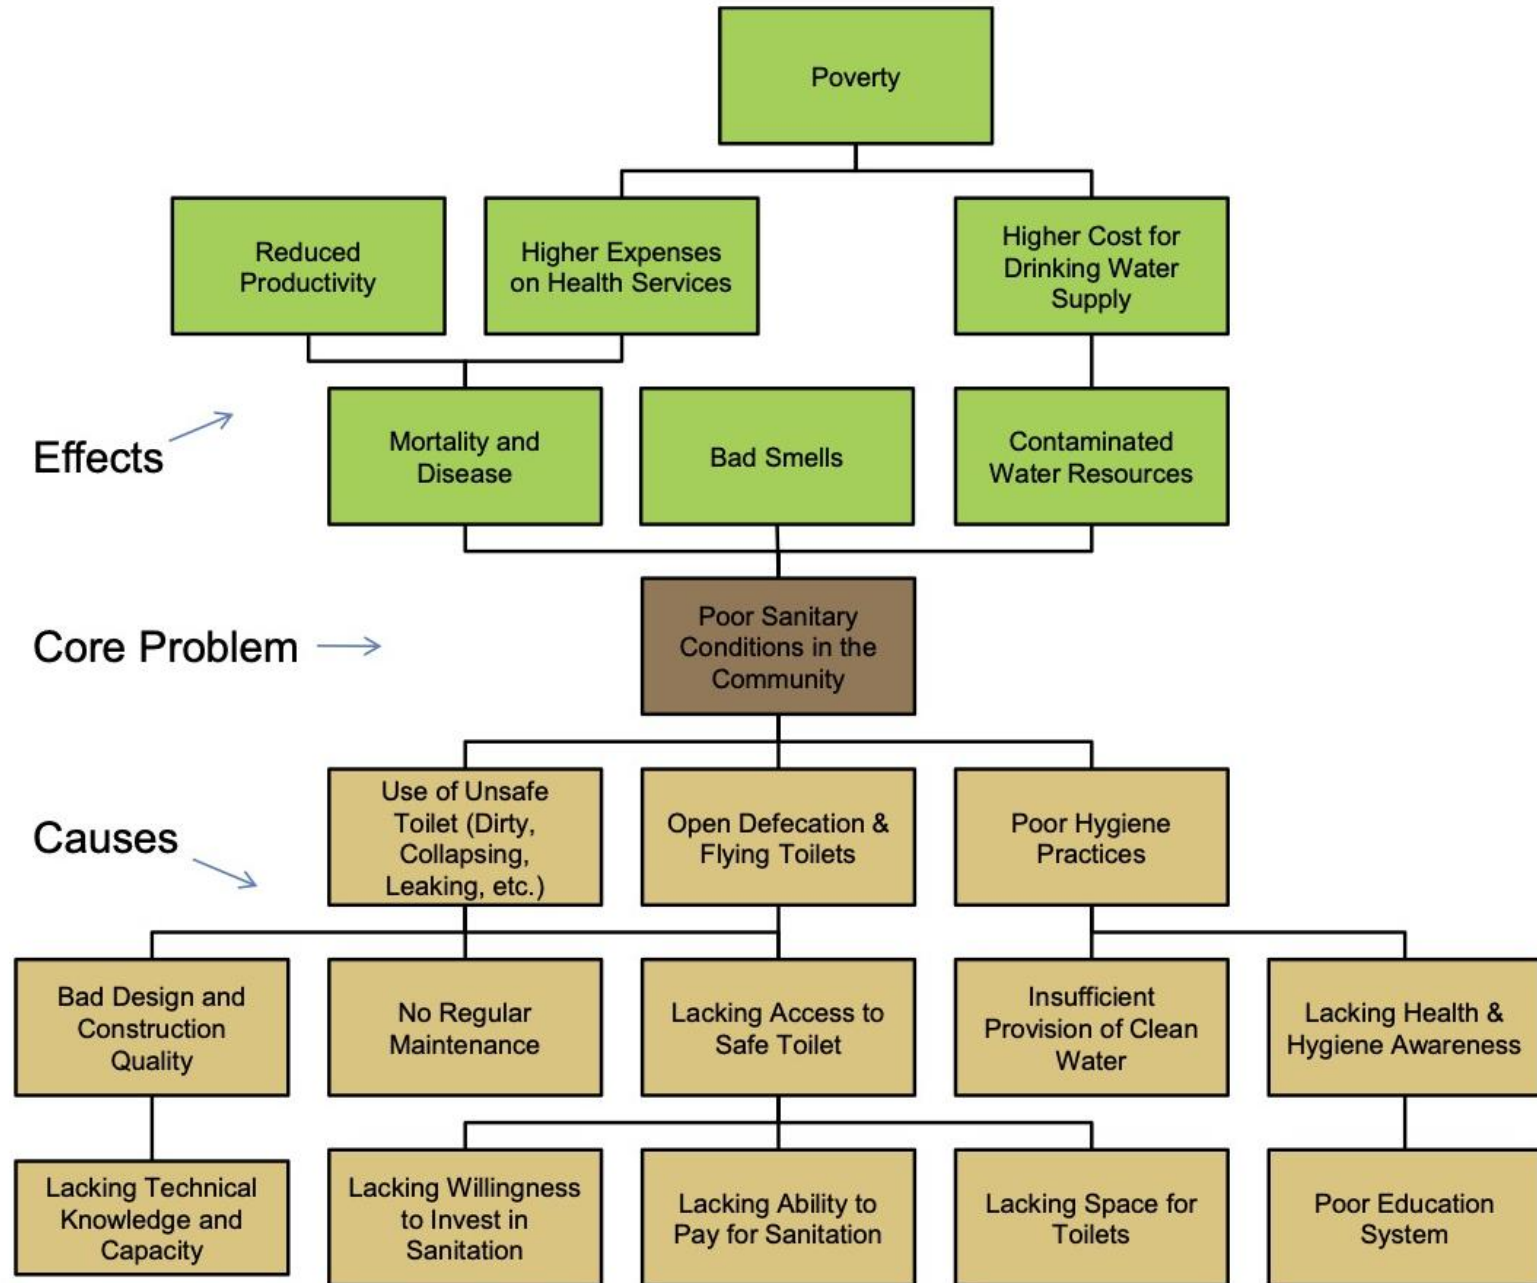 Poverty
Reduced
Productivity
Higher Expenses
on Health Services
Higher Cost for
Drinking Water
Supply
Effects
Mortality and
Disease
Bad Smells
Contaminated
Water Resources
Core Problem
Poor Sanitary
Conditions in the
Community
Causes
Use of Unsafe
Toilet (Dirty,
Collapsing,
Leaking, etc.)
Open Defecation &
Flying Toilets
Poor Hygiene
Practices
Bad Design and
Construction
Quality
No Regular
Maintenance
Lacking Access to
Safe Toilet
Insufficient
Provision of Clean
Water
Lacking Health &
Hygiene Awareness
Lacking Technical
Knowledge and
Capacity
Lacking Willingness
to Invest in
Sanitation
Lacking Ability to
Pay for Sanitation
Lacking Space for
Toilets
Poor Education
System